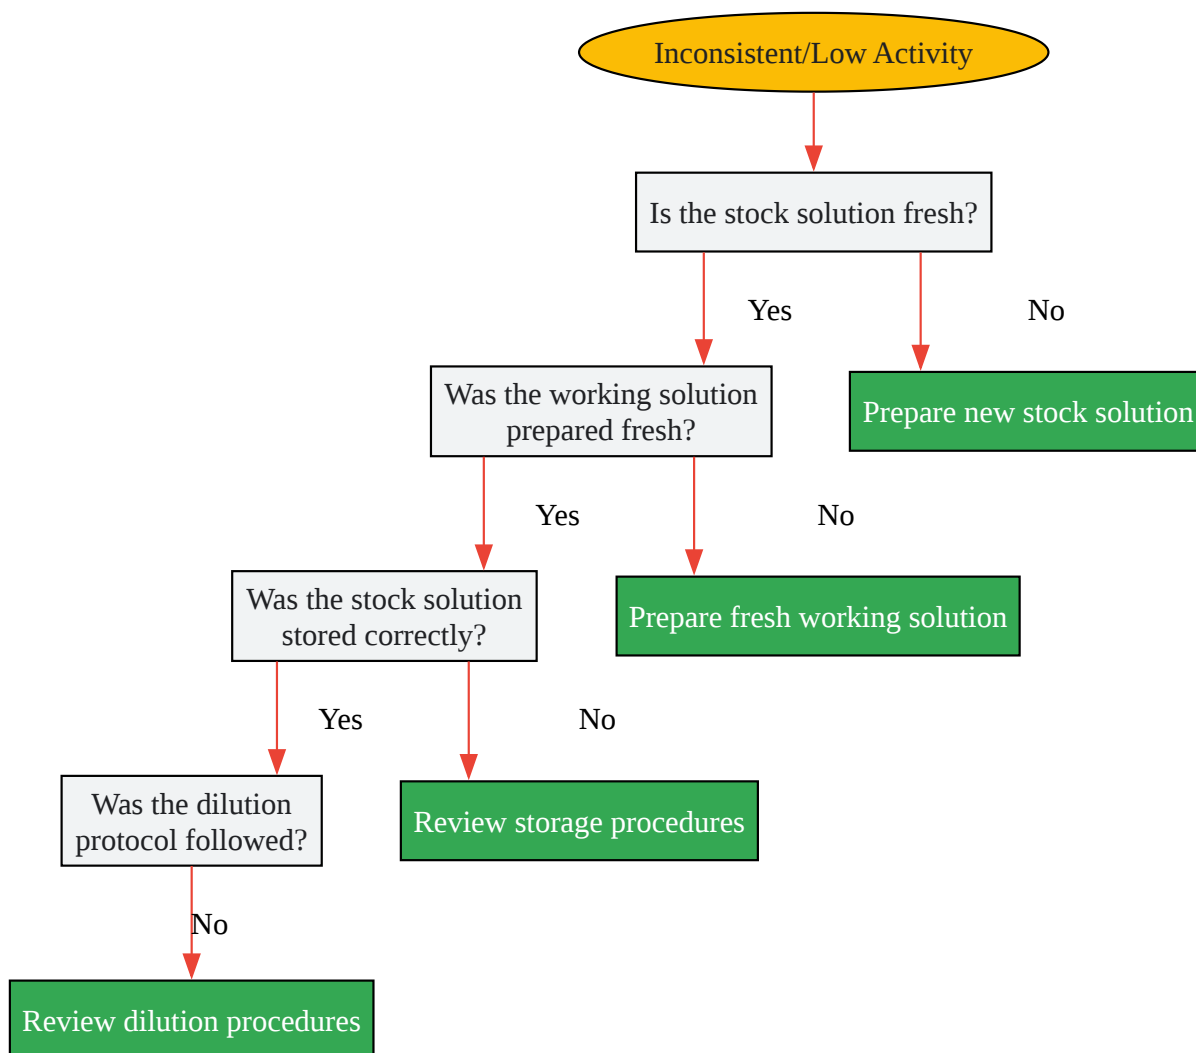 Inconsistent/Low Activity
Is the stock solution fresh?
Yes
No
Was the working solution
prepared fresh?
Prepare new stock solution
Yes
No
Was the stock solution
stored correctly?
Prepare fresh working solution
Yes
No
Was the dilution
protocol followed?
Review storage procedures
No
Review dilution procedures